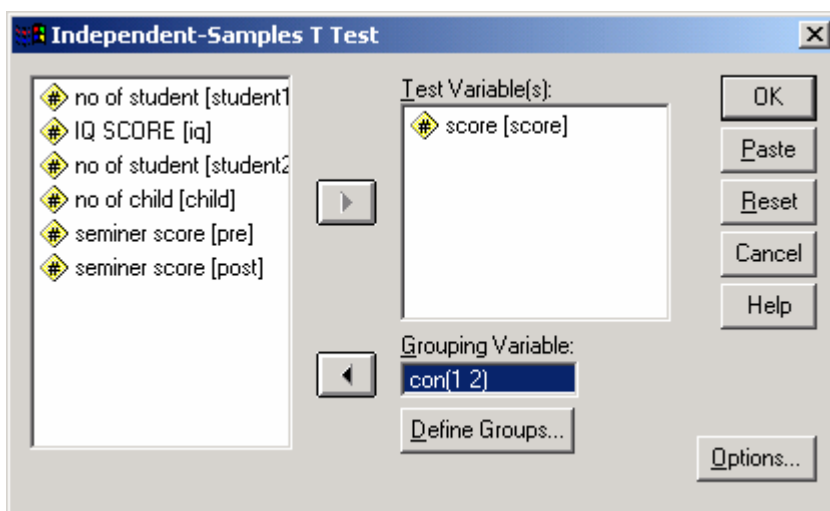 Independent-Samples T Test
no of student [student1
IQ SCORE [iq]
no of student [student2
no of child [child]
seminer score [pre]
seminer score [post]
Test Variable(s):
score [score]
Grouping Variable:
con(1 2)
Define Groups...
OK
Paste
Reset
Cancel
Help
Options...